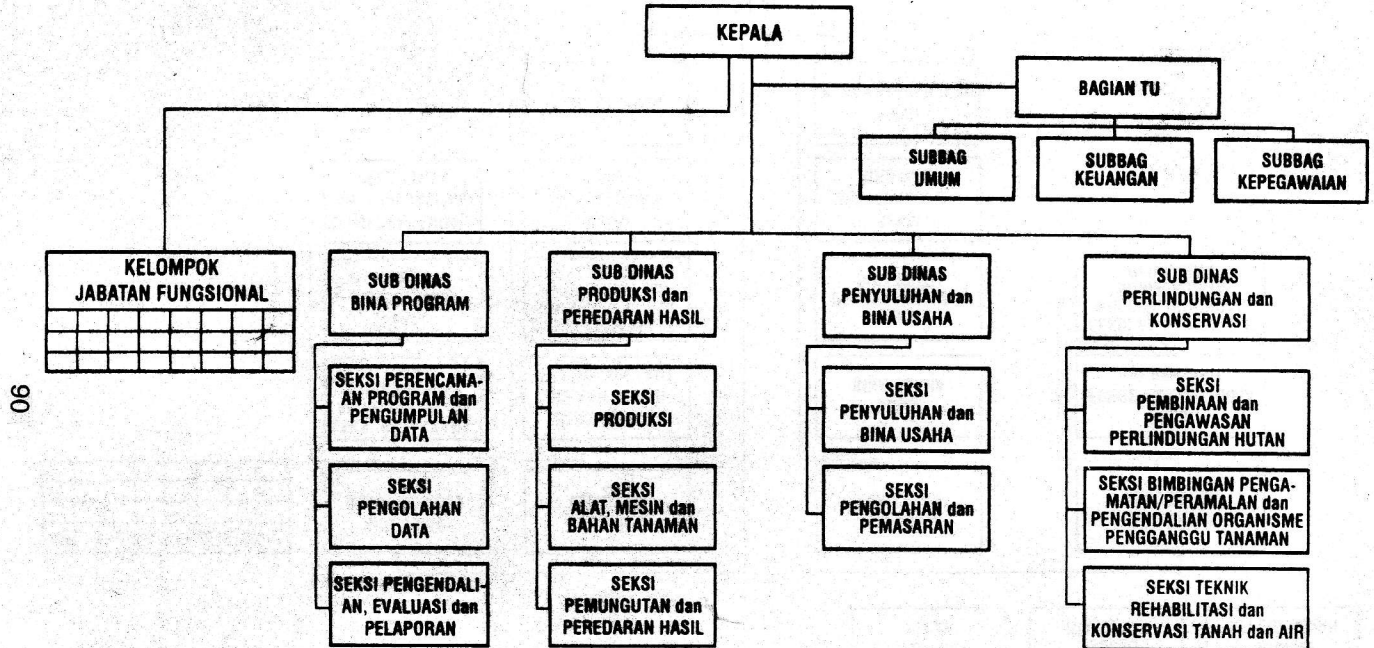 KEPALA
BAGIAN TU
SUBBAG
UMUM
SUBBAG
KEUANGAN
SUBBAG
KEPEGAWAIAN
KELOMPOK
JABATAN FUNGSIONAL
SUB DINAS
BINA PROGRAM
SEKSI PERENCANA-
AN PROGRAM dan
PENGUMPULAN
DATA
SEKSI
PENGOLAHAN
DATA
SEKSI PENGENDALI-
AN, EVALUASI dan
PELAPORAN
SUB DINAS
PRODUKSI dan
PEREDARAN HASIL
SEKSI
PRODUKSI
SEKSI
ALAT, MESIN dan
BAHAN TANAMAN
SEKSI
PEMUNGUTAN dan
PEREDARAN HASIL
SUB DINAS
PENYULUHAN dan
BINA USAHA
SEKSI
PENYULUHAN dan
BINA USAHA
SEKSI
PENGOLAHAN dan
PEMASARAN
SUB DINAS
PERLINDUNGAN dan
KONSERVASI
SEKSI
PEMBINAAN dan
PENGAWASAN
PERLINDUNGAN HUTAN
SEKSI BIMBINGAN PENGA-
MATAN/PERAMALAN dan
PENGENDALIAN ORGANISME
PENGGANGGU TANAMAN
SEKSI TEKNIK
REHABILITASI dan
KONSERVASI TANAH dan AIR
90